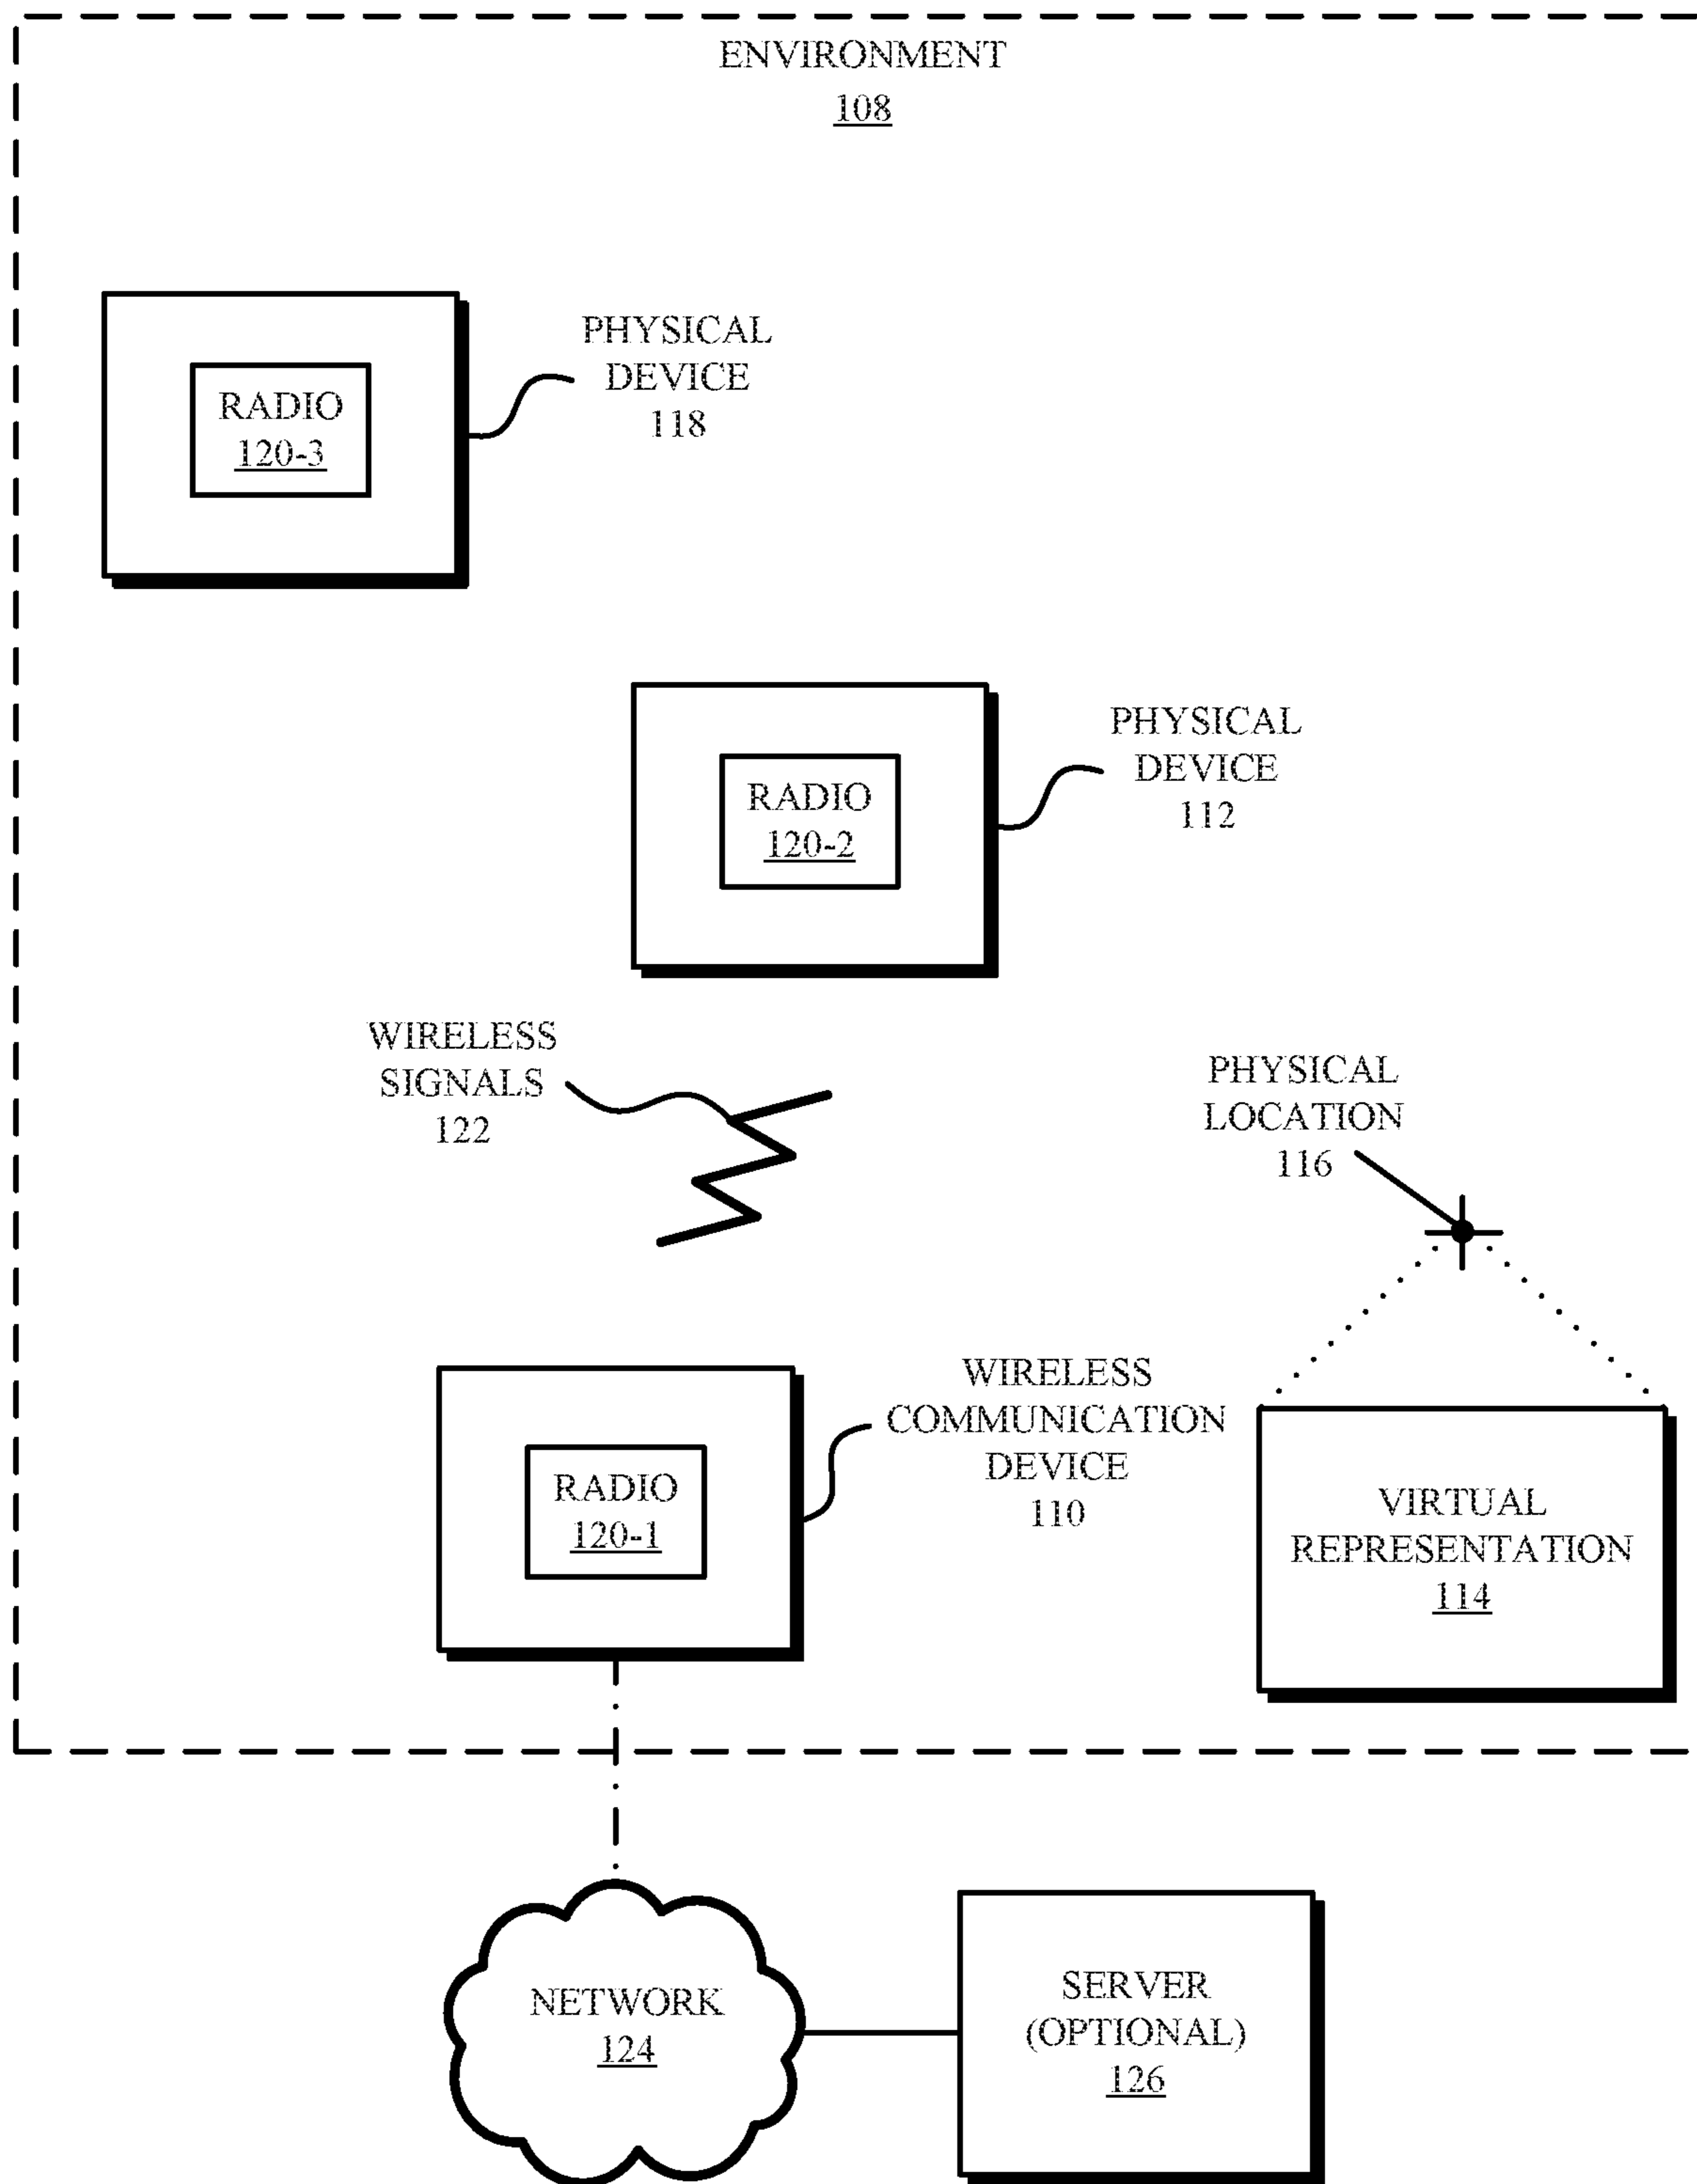 ENVIRONMENT
108
PHYSICAL
DEVICE
118
RADIO
120-3
PHYSICAL
DEVICE
112
RADIO
120-2
WIRELESS
SIGNALS
122
PHYSICAL
LOCATION
116
WIRELESS
COMMUNICATION
DEVICE
110
RADIO
120-1
VIRTUAL
REPRESENTATION
114
NETWORK
124
SERVER
(OPTIONAL)
126